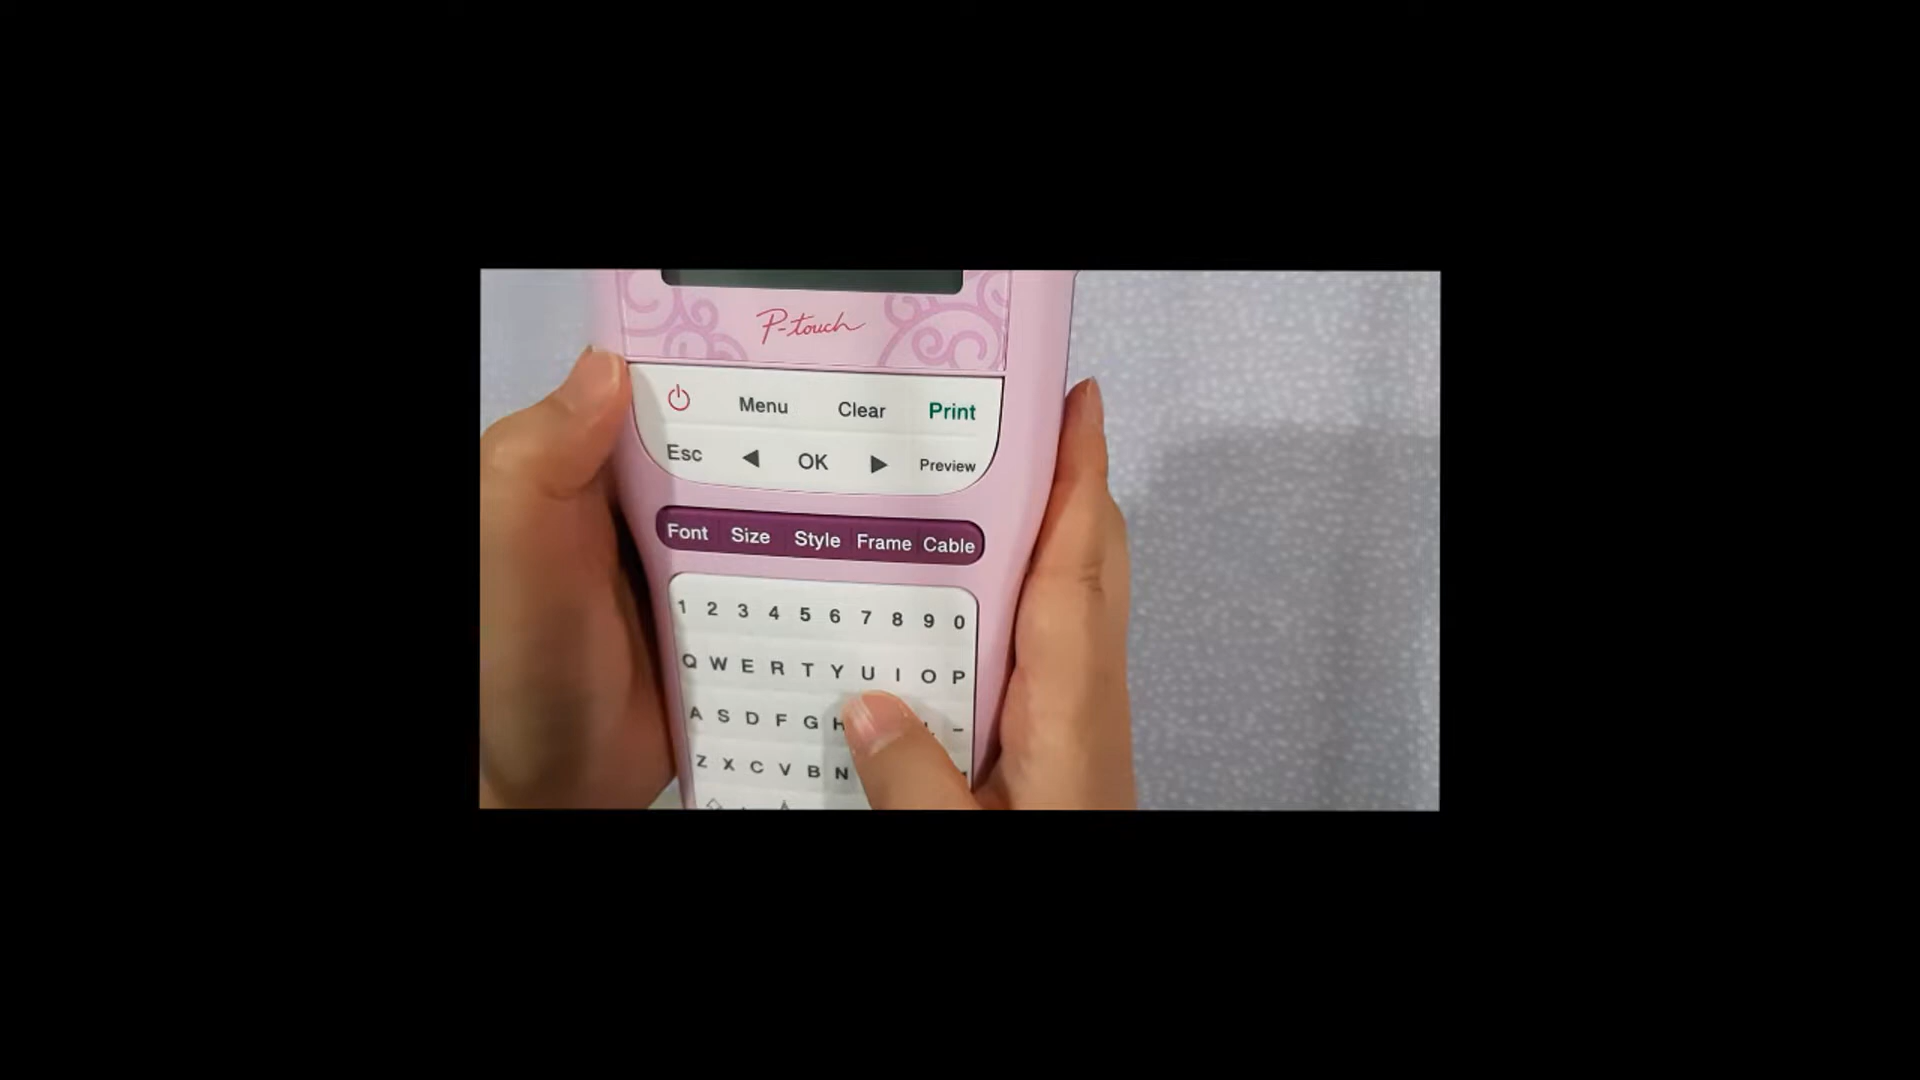 P-touch
Menu Clear Print
Esc OK Preview
Font Size Style Frame Cable
1 2 3 4 5 6 7 8 9 0
Q W E R T Y U I O P
A S D F G H L -
Z X C V B N